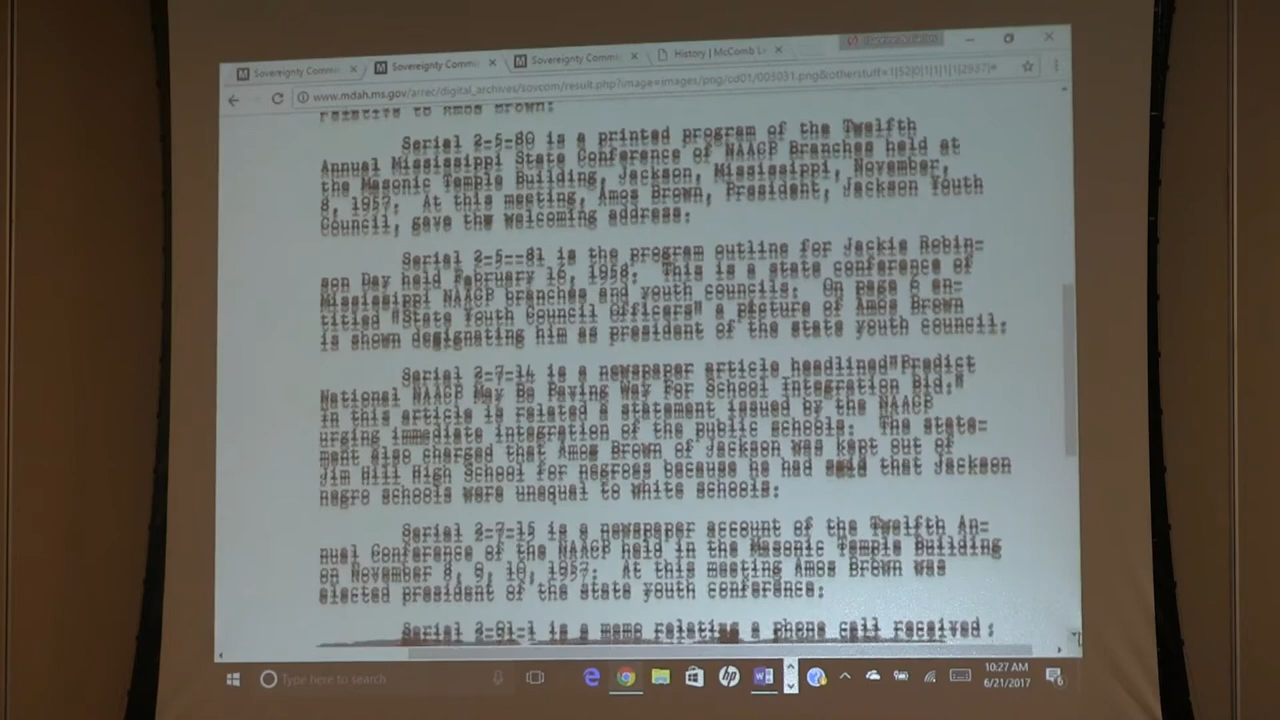 Sovereignty Commi
Sovereignty Commi
Sovereignty Commi
History | McComb L
www.mdah.ms.gov/arrec/digital_archives/sovcom/result.php?image=images/png/cd01/003031.png&otherstuff=1|52|0|1|1|1|2937|
relative to Amos Brown:
Serial 2-5-80 is a printed program of the Twelfth
Annual Mississippi State Conference of NAACP Branches held at
the Masonic Temple Building, Jackson, Mississippi, November,
8, 1957. At this meeting, Amos Brown, President, Jackson Youth
Council, gave the welcoming address.
Serial 2-5--81 is the program outline for Jackie Robin-
son Day held February 16, 1958. This is a state conference of
Mississippi NAACP branches and youth councils. On page 6 en-
titled "State Youth Council Officers" a picture of Amos Brown
is shown designating him as president of the state youth council.
Serial 2-7-14 is a newspaper article headlined"Predict
National NAACP May Be Paving Way For School Integration Bid."
in this article is related a statement issued by the NAACP
urging immediate integration of the public schools. The state-
ment also charged that Amos Brown of Jackson was kept out of
Jim Hill High School for negroes because he had said that Jackson
negro schools were unequal to white schools.
Serial 2-7-15 is a newspaper account of the Twelfth An-
nual Conference of the NAACP held in the Masonic Temple Building
on November 8, 9, 10, 1957. At this meeting Amos Brown was
elected president of the state youth conference.
Serial 2-81-1 is a memo relating a phone call received
Type here to search
hp
10:27 AM
6/21/2017
6